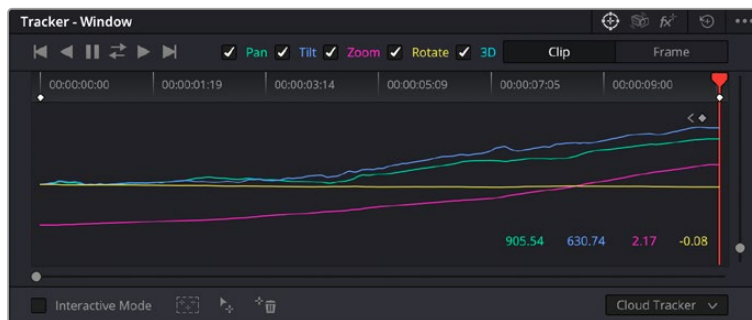 Tracker - Window
Pan Tilt Zoom Rotate 3D Clip Frame
00:00:00:00 00:00:01:19 00:00:03:14 00:00:05:09 00:00:07:05 00:00:09:00
905.54 630.74 2.17 -0.08
Interactive Mode Cloud Tracker